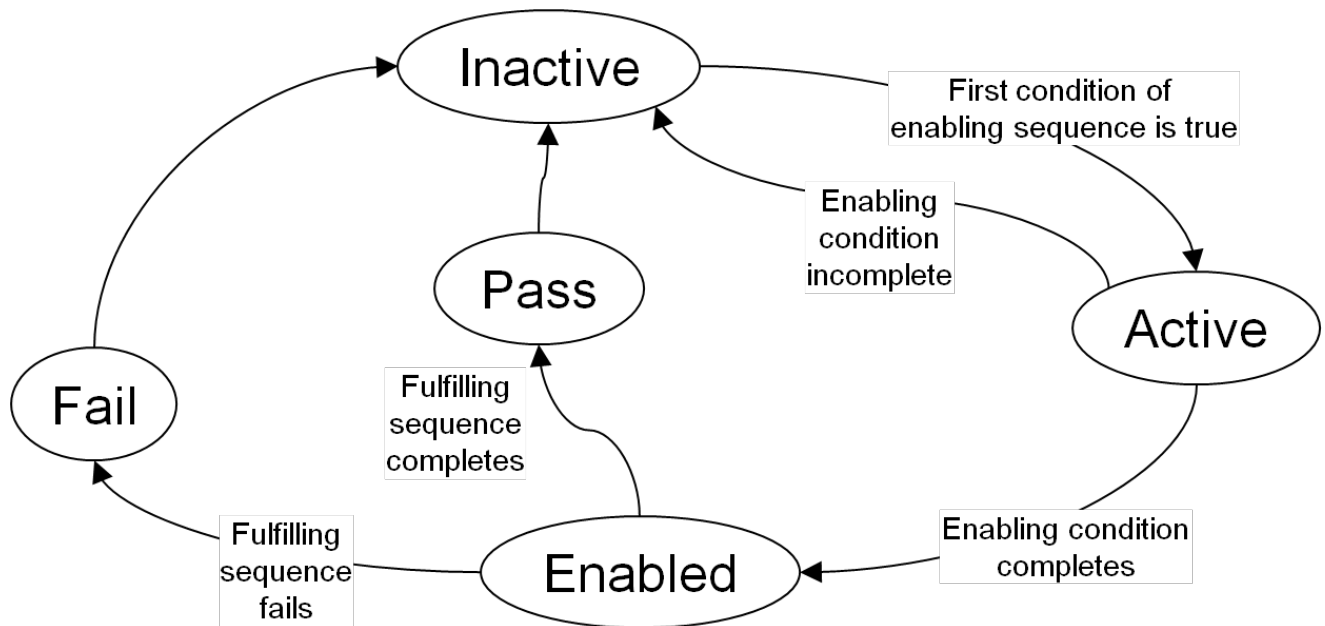 Inactive
First condition of
enabling sequence is true
Enabling
condition
incomplete
Pass
Active
Fail
Fulfilling
sequence
completes
Enabling condition
completes
Fulfilling
sequence
fails
Enabled